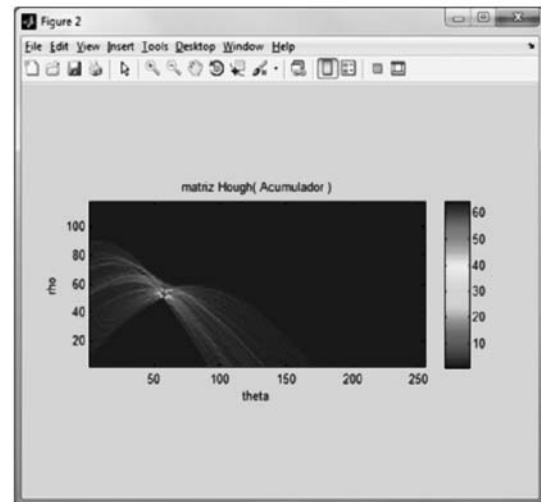 Figure 2
File Edit View Insert Tools Desktop Window Help
matriz Hough( Acumulador )
100
80
60
40
20
rho
50 100 150 200 250
theta
60
50
40
30
20
10